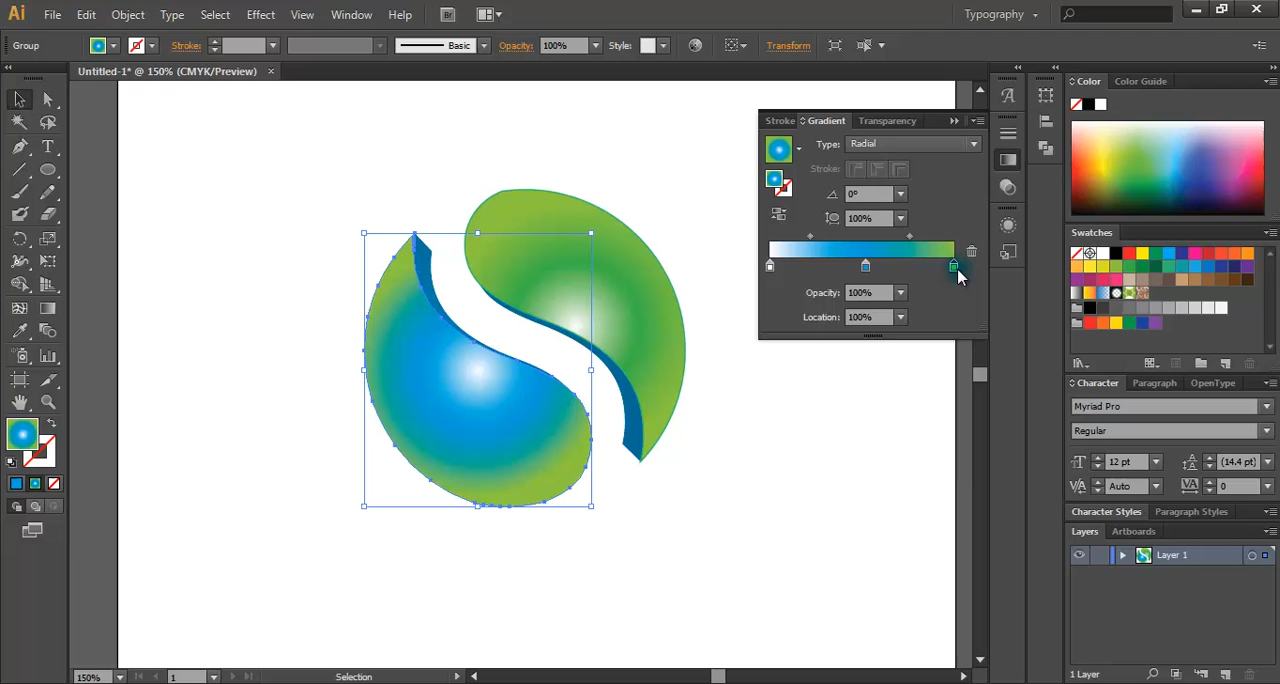 Ai File Edit Object Type Select Effect View Window Help Br Typography
Group Stroke: Basic Opacity: 100% Style: Transform
Untitled-1* @ 150% (CMYK/Preview) ×
Stroke Gradient Transparency
Type: Radial
Stroke:
0°
100%
Opacity: 100%
Location: 100%
Color Color Guide
Swatches
Character Paragraph OpenType
Myriad Pro
Regular
12 pt (14.4 pt)
Auto 0
Character Styles Paragraph Styles
Layers Artboards
Layer 1
1 Layer
150% 1 Selection